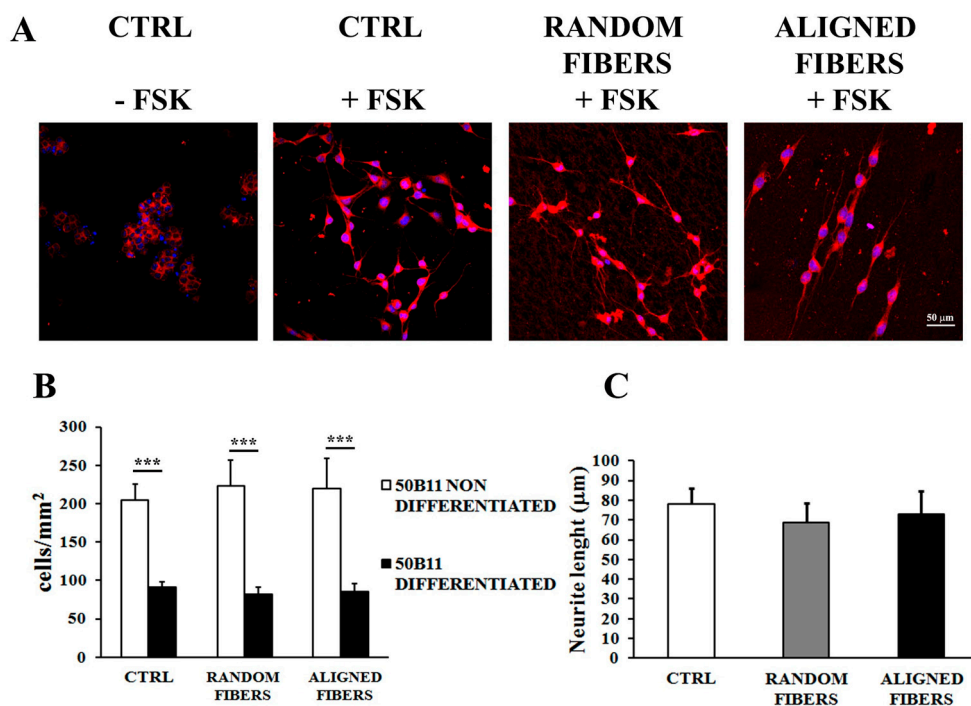 A
CTRL
- FSK
CTRL
+ FSK
RANDOM
FIBERS
+ FSK
ALIGNED
FIBERS
+ FSK
50 µm
B
cells/mm²
300
250
200
150
100
50
0
***
***
***
CTRL
RANDOM
FIBERS
ALIGNED
FIBERS
50B11 NON
DIFFERENTIATED
50B11
DIFFERENTIATED
C
Neurite lenght (µm)
90
80
70
60
50
40
30
20
10
0
CTRL
RANDOM
FIBERS
ALIGNED
FIBERS